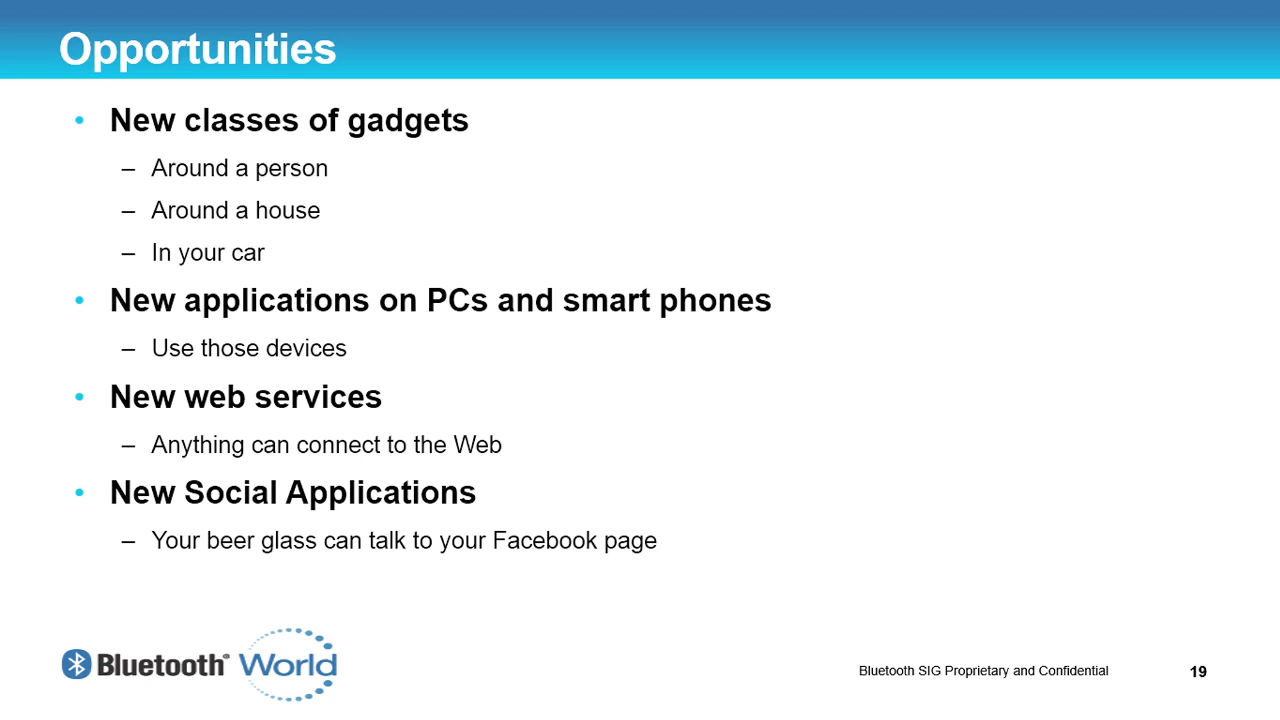 Opportunities
• New classes of gadgets
– Around a person
– Around a house
– In your car
• New applications on PCs and smart phones
– Use those devices
• New web services
– Anything can connect to the Web
• New Social Applications
– Your beer glass can talk to your Facebook page
Bluetooth® World
Bluetooth SIG Proprietary and Confidential
19